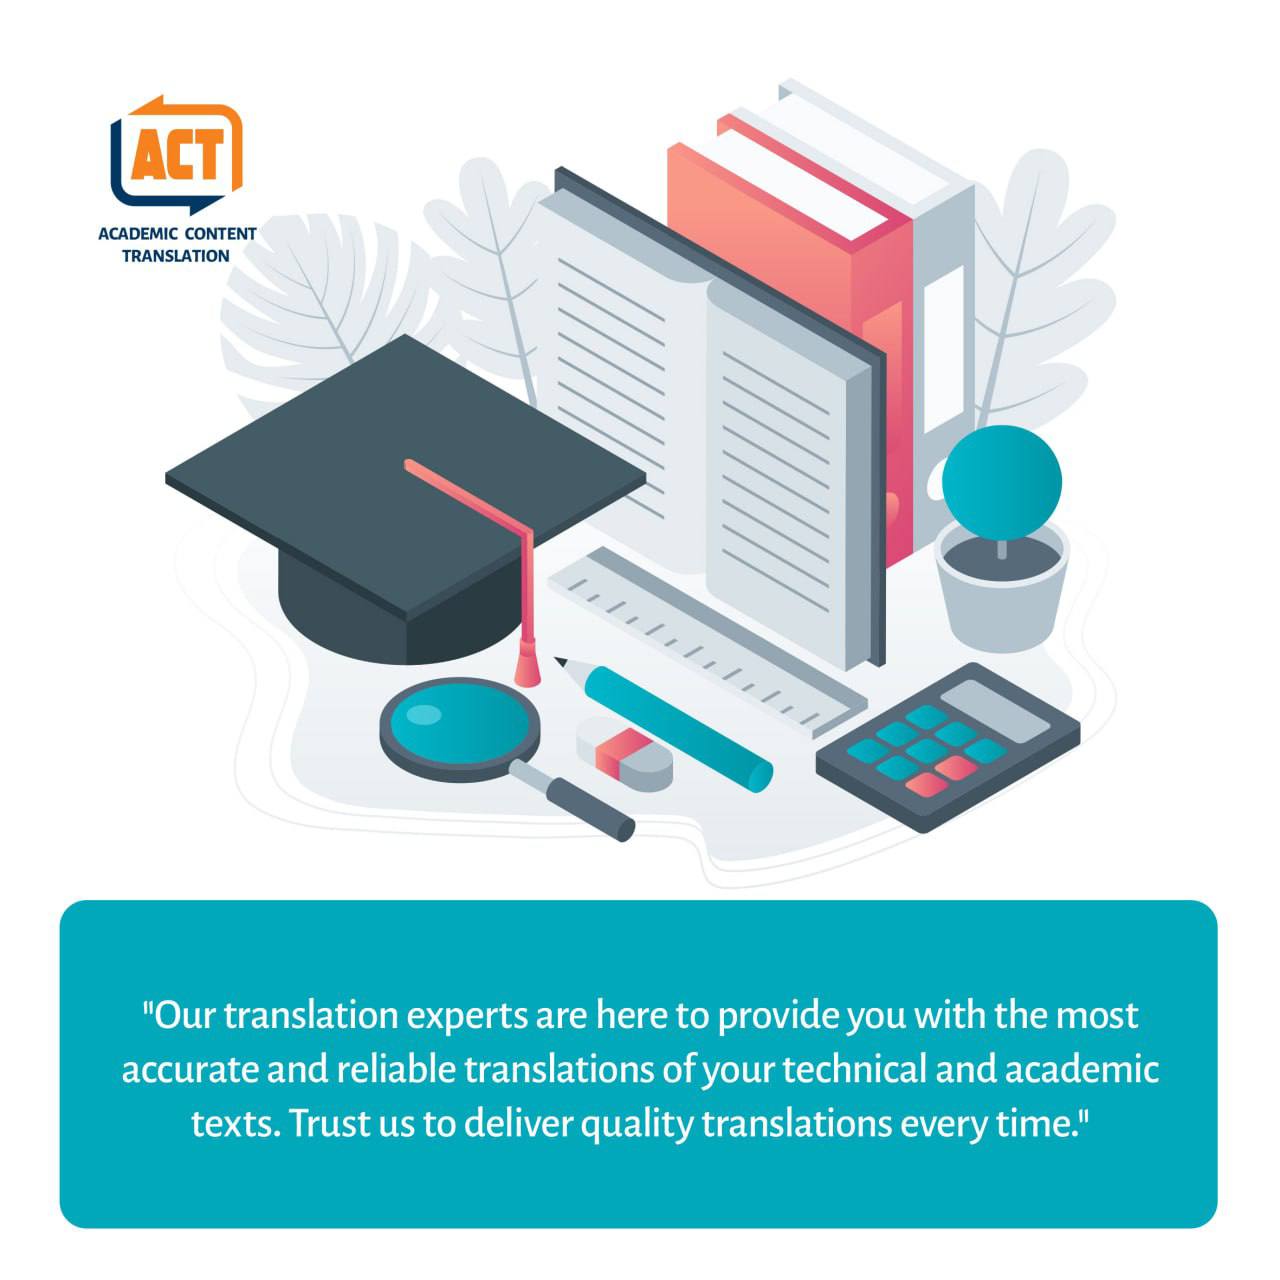 ACT
ACADEMIC CONTENT
TRANSLATION
"Our translation experts are here to provide you with the most
accurate and reliable translations of your technical and academic
texts. Trust us to deliver quality translations every time."